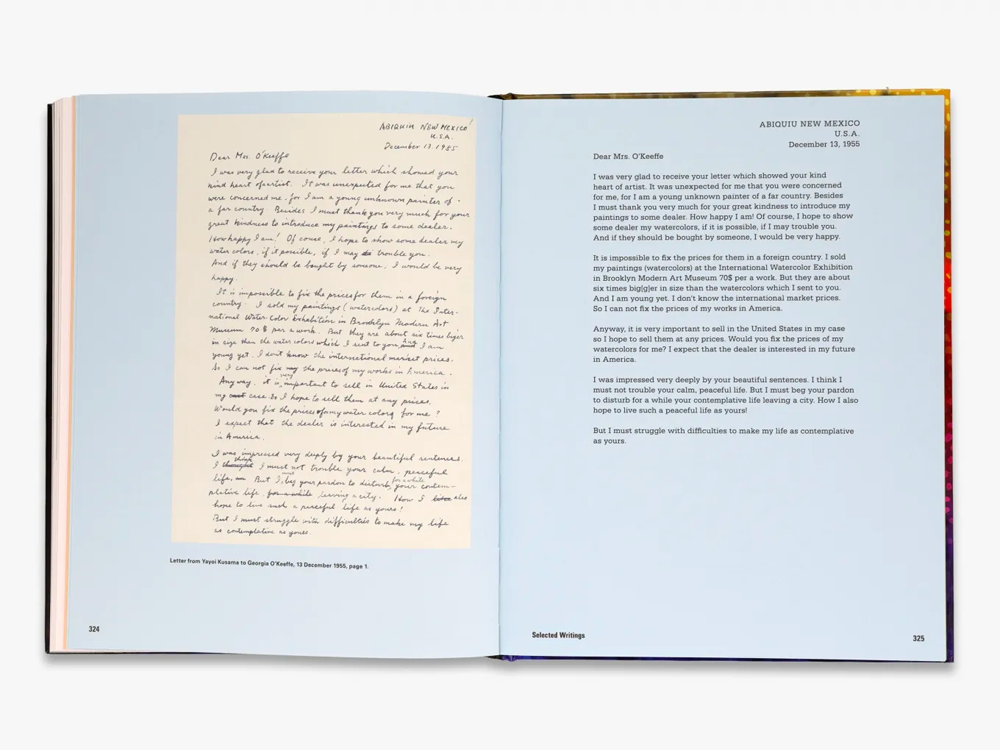 ABIQUIU NEW MEXICO
U.S.A.
December 13. 1955
Dear Mrs O'Keeffe
I was very glad to receive your letter which showed your
kind heart of artist. It was unexpected for me that you
were concerned me, for I am a young unknown painter of
a far country. Besides I must thank you very much for your
great kindness to introduce my paintings to some dealer.
How happy I am! Of course, I hope to show some dealer my
water colors, if it possible, if I may trouble you.
And if they should be bought by someone, I would be very
happy.
It is impossible to fix the prices for them in a foreign
country. I sold my paintings (watercolors) at the Inter-
national Water-Color Exhibition in Brooklyn Modern Art
Museum 70$ per a work. But they are about six times biger
in size than the water colors which I sent to you. And I am
young yet. I don't know the international market prices.
So I can not fix the prices of my works in America.
Anyway, it is very important to sell in United States in
my case So I hope to sell them at any prices.
Would you fix the prices of my water colors for me?
I expect that the dealer is interested in my future
in America.
I was impressed very deeply by your beautiful sentences.
I think I must not trouble your calm, peaceful
life, But I must beg your pardon to disturb for a while your contem-
plative life leaving a city. How I also
hope to live such a peaceful life as yours!
But I must struggle with difficulties to make my life
as contemplative as yours.
Letter from Yayoi Kusama to Georgia O'Keeffe, 13 December 1955, page 1
324
ABIQUIU NEW MEXICO
U.S.A.
December 13, 1955
Dear Mrs. O'Keeffe
I was very glad to receive your letter which showed your kind
heart of artist. It was unexpected for me that you were concerned
for me, for I am a young unknown painter of a far country. Besides
I must thank you very much for your great kindness to introduce my
paintings to some dealer. How happy I am! Of course, I hope to show
some dealer my watercolors, if it is possible, if I may trouble you.
And if they should be bought by someone, I would be very happy.
It is impossible to fix the prices for them in a foreign country. I sold
my paintings (watercolors) at the International Watercolor Exhibition
in Brooklyn Modern Art Museum 70$ per a work. But they are about
six times big[g]er in size than the watercolors which I sent to you.
And I am young yet. I don't know the international market prices.
So I can not fix the prices of my works in America.
Anyway, it is very important to sell in the United States in my case
so I hope to sell them at any prices. Would you fix the prices of my
watercolors for me? I expect that the dealer is interested in my future
in America.
I was impressed very deeply by your beautiful sentences. I think I
must not trouble your calm, peaceful life. But I must beg your pardon
to disturb for a while your contemplative life leaving a city. How I also
hope to live such a peaceful life as yours!
But I must struggle with difficulties to make my life as contemplative
as yours.
Selected Writings
325